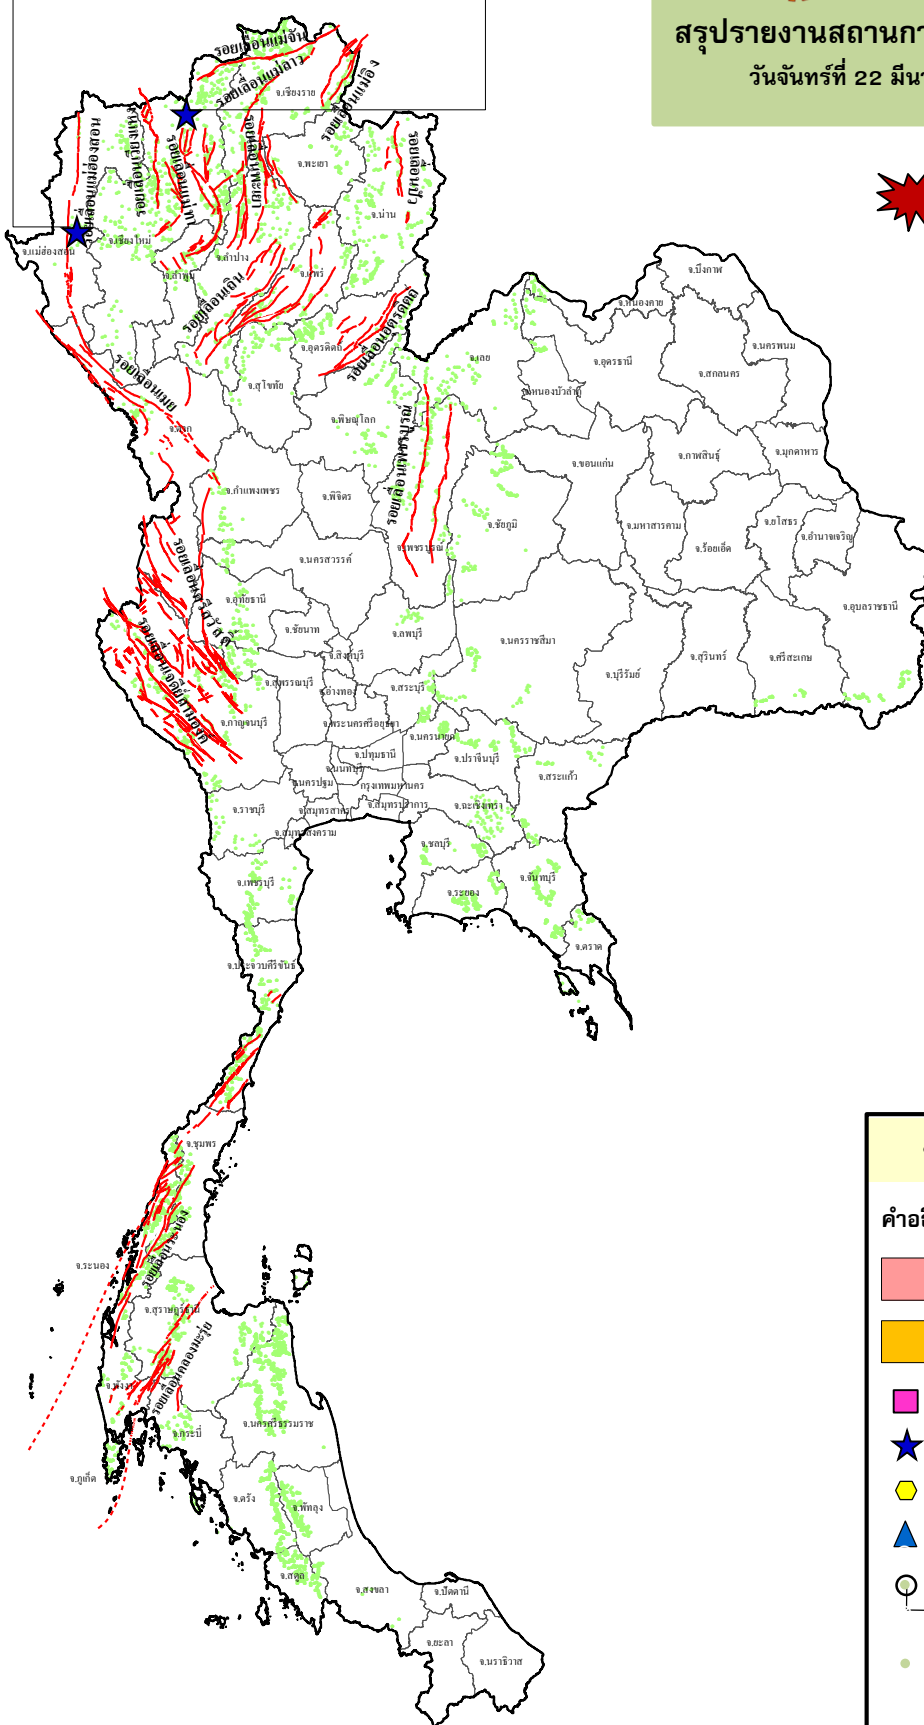 สรุปรายงานสถานกา
วันจันทร์ที่ 22 มีนา
รอยเลื่อนแม่จัน
รอยเลื่อนแม่ลาว
รอยเลื่อนแม่อิง
จ.เชียงราย
รอยเลื่อนแม่ฮ่องสอน
รอยเลื่อนแม่ทา
รอยเลื่อนพะเยา
รอยเลื่อนปัว
จ.พะเยา
จ.น่าน
จ.แม่ฮ่องสอน
จ.เชียงใหม่
จ.ลำปาง
จ.ลำพูน
จ.แพร่
รอยเลื่อนเถิน
รอยเลื่อนอุตรดิตถ์
จ.อุตรดิตถ์
จ.บึงกาฬ
จ.หนองคาย
จ.นครพนม
จ.เลย
จ.อุดรธานี
จ.สกลนคร
จ.หนองบัวลำภู
รอยเลื่อนเมย
จ.สุโขทัย
จ.ตาก
จ.พิษณุโลก
รอยเลื่อนเพชรบูรณ์
จ.ขอนแก่น
จ.กาฬสินธุ์
จ.มุกดาหาร
จ.กำแพงเพชร
จ.พิจิตร
จ.ชัยภูมิ
จ.มหาสารคาม
จ.ร้อยเอ็ด
จ.ยโสธร
จ.อำนาจเจริญ
จ.เพชรบูรณ์
จ.นครสวรรค์
รอยเลื่อนศรีสวัสดิ์
จ.อุทัยธานี
จ.ชัยนาท
จ.ลพบุรี
จ.นครราชสีมา
จ.อุบลราชธานี
รอยเลื่อนเจดีย์สามองค์
จ.สิงห์บุรี
จ.บุรีรัมย์
จ.สุรินทร์
จ.ศรีสะเกษ
จ.สุพรรณบุรี
จ.อ่างทอง
จ.สระบุรี
จ.กาญจนบุรี
จ.พระนครศรีอยุธยา
จ.นครนายก
จ.ปทุมธานี
จ.ปราจีนบุรี
จ.นนทบุรี
จ.สระแก้ว
จ.นครปฐม
กรุงเทพมหานคร
จ.ราชบุรี
จ.สมุทรสาคร
จ.สมุทรปราการ
จ.ฉะเชิงเทรา
จ.สมุทรสงคราม
จ.ชลบุรี
จ.เพชรบุรี
จ.ระยอง
จ.จันทบุรี
จ.ตราด
จ.ประจวบคีรีขันธ์
จ.ชุมพร
รอยเลื่อนระนอง
จ.ระนอง
จ.สุราษฎร์ธานี
รอยเลื่อนคลองมะรุ่ย
จ.พังงา
จ.กระบี่
จ.นครศรีธรรมราช
จ.ภูเก็ต
จ.ตรัง
จ.พัทลุง
จ.สตูล
จ.สงขลา
จ.ปัตตานี
จ.ยะลา
จ.นราธิวาส